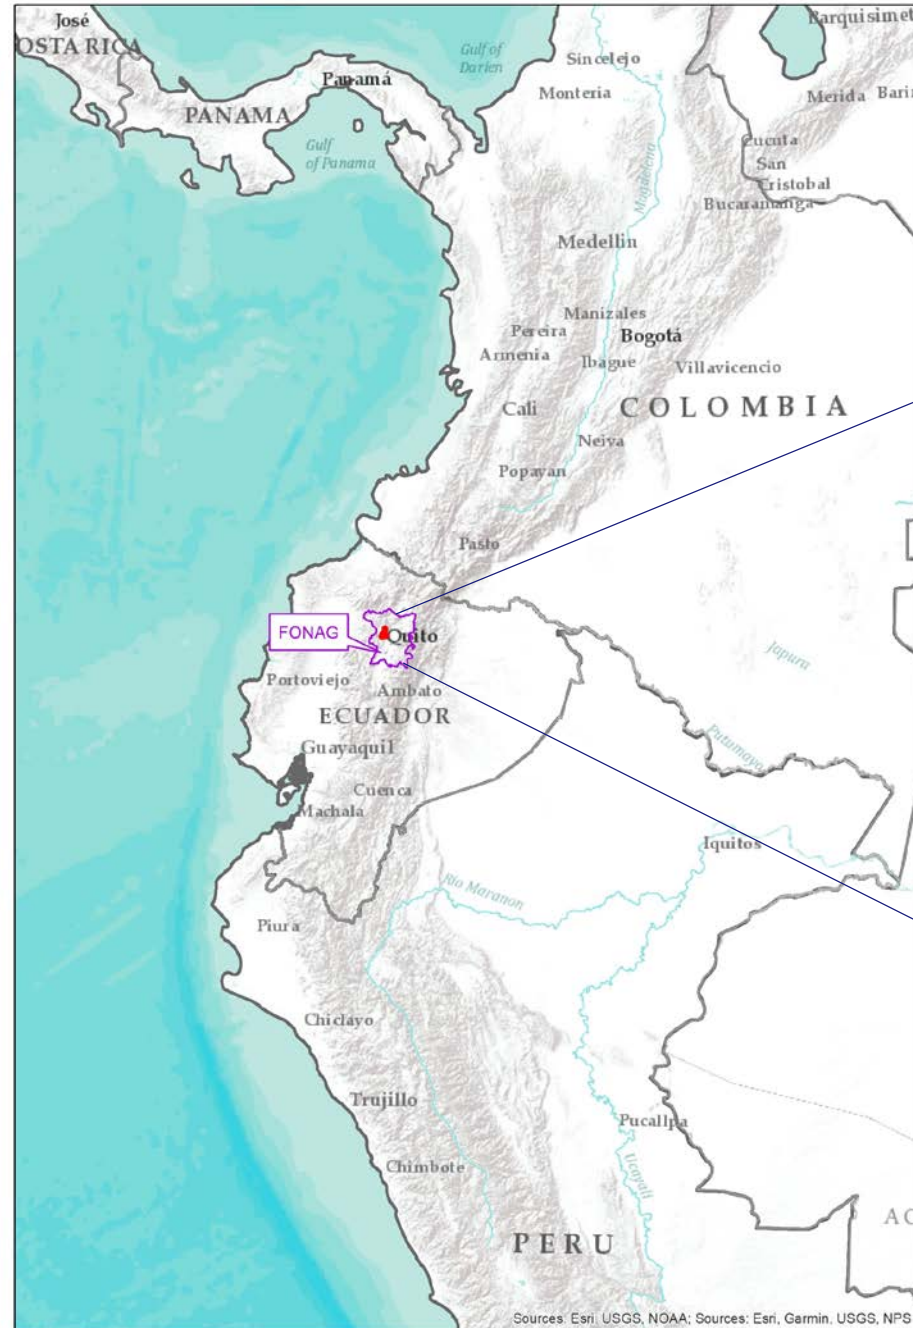 José
OSTA RICA
Panamá
PANAMA
Gulf of
Darien
Gulf
of Panama
Sincelejo
Monteria
Barquisimet
Merida
Bari
Cucuta
San
Cristobal
Bucaramanga
Magdalena
Medellin
Manizales
Pereira
Bogotá
Armenia
Ibague
Villavicencio
Cali
COLOMBIA
Neiva
Popayan
Pasto
FONAG
Quito
Portoviejo
Ambato
ECUADOR
Guayaquil
Cuenca
Machala
Japura
Putumayo
Iquitos
Rio Maranon
Piura
Chiclayo
Trujillo
Pucallpa
Chimbote
Ucayali
AC
PERU
Sources: Esri, USGS, NOAA; Sources: Esri, Garmin, USGS, NPS